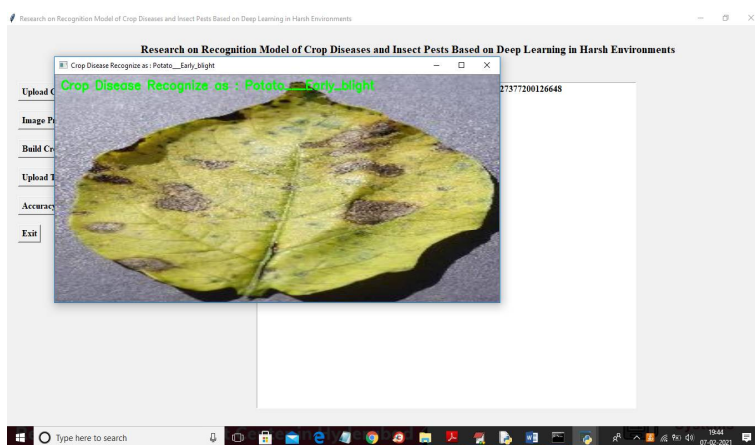 Research on Recognition Model of Crop Diseases and Insect Pests Based on Deep Learning in Harsh Environments
Research on Recognition Model of Crop Diseases and Insect Pests Based on Deep Learning in Harsh Environments
Crop Disease Recognize as : Potato___Early_blight
Crop Disease Recognize as : Potato___Early_blight
Upload C
27377200126648
Image Pr
Build Cr
Upload T
Accuracy
Exit
Type here to search
19:44
07-02-2021